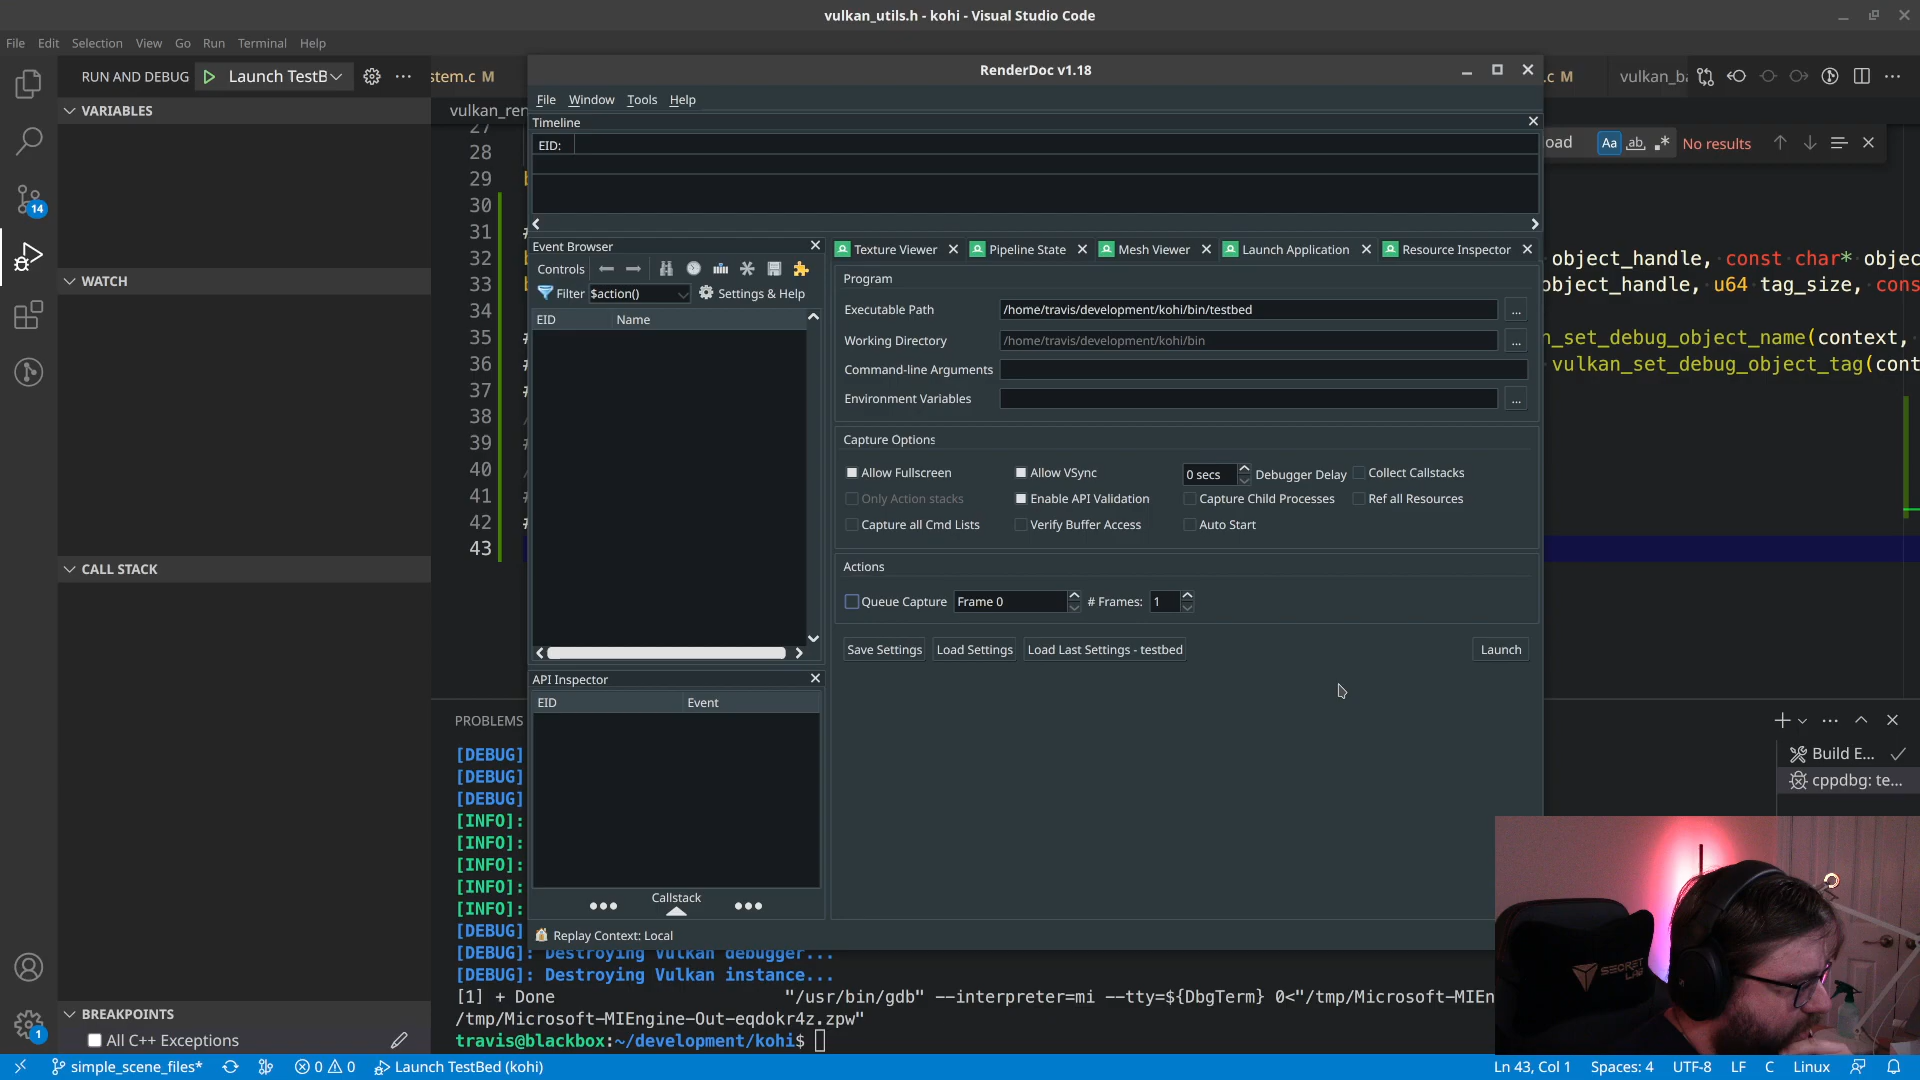 vulkan_utils.h - kohi - Visual Studio Code
File Edit Selection View Go Run Terminal Help
RUN AND DEBUG Launch TestB
stem.c M
.c M
vulkan_ba
VARIABLES
WATCH
CALL STACK
BREAKPOINTS
All C++ Exceptions
vulkan_ren
27
28
29
30
31 #
32
33
34
35
36 #
37 #
38 /
39 #
40 /
41 #
42 #
43
oad Aa ab No results
object_handle, const char* objec
object_handle, u64 tag_size, cons
n_set_debug_object_name(context,
vulkan_set_debug_object_tag(cont
RenderDoc v1.18
File Window Tools Help
Timeline
EID:
Event Browser
Controls
Filter $action() Settings & Help
EID Name
API Inspector
EID Event
Callstack
Replay Context: Local
Texture Viewer Pipeline State Mesh Viewer Launch Application Resource Inspector
Program
Executable Path /home/travis/development/kohi/bin/testbed ...
Working Directory /home/travis/development/kohi/bin ...
Command-line Arguments
Environment Variables ...
Capture Options
Allow Fullscreen Allow VSync 0 secs Debugger Delay Collect Callstacks
Only Action stacks Enable API Validation Capture Child Processes Ref all Resources
Capture all Cmd Lists Verify Buffer Access Auto Start
Actions
Queue Capture Frame 0 # Frames: 1
Save Settings Load Settings Load Last Settings - testbed Launch
PROBLEMS
[DEBUG]
[DEBUG]
[DEBUG]
[INFO]:
[INFO]:
[INFO]:
[INFO]:
[INFO]:
[DEBUG]
[DEBUG]: Destroying Vulkan debugger...
[DEBUG]: Destroying Vulkan instance...
[1] + Done "/usr/bin/gdb" --interpreter=mi --tty=${DbgTerm} 0<"/tmp/Microsoft-MIEn
/tmp/Microsoft-MIEngine-Out-eqdokr4z.zpw"
travis@blackbox:~/development/kohi$
Build E...
cppdbg: te...
SECRET LAB
14
1
simple_scene_files* 0 0 Launch TestBed (kohi)
Ln 43, Col 1 Spaces: 4 UTF-8 LF C Linux